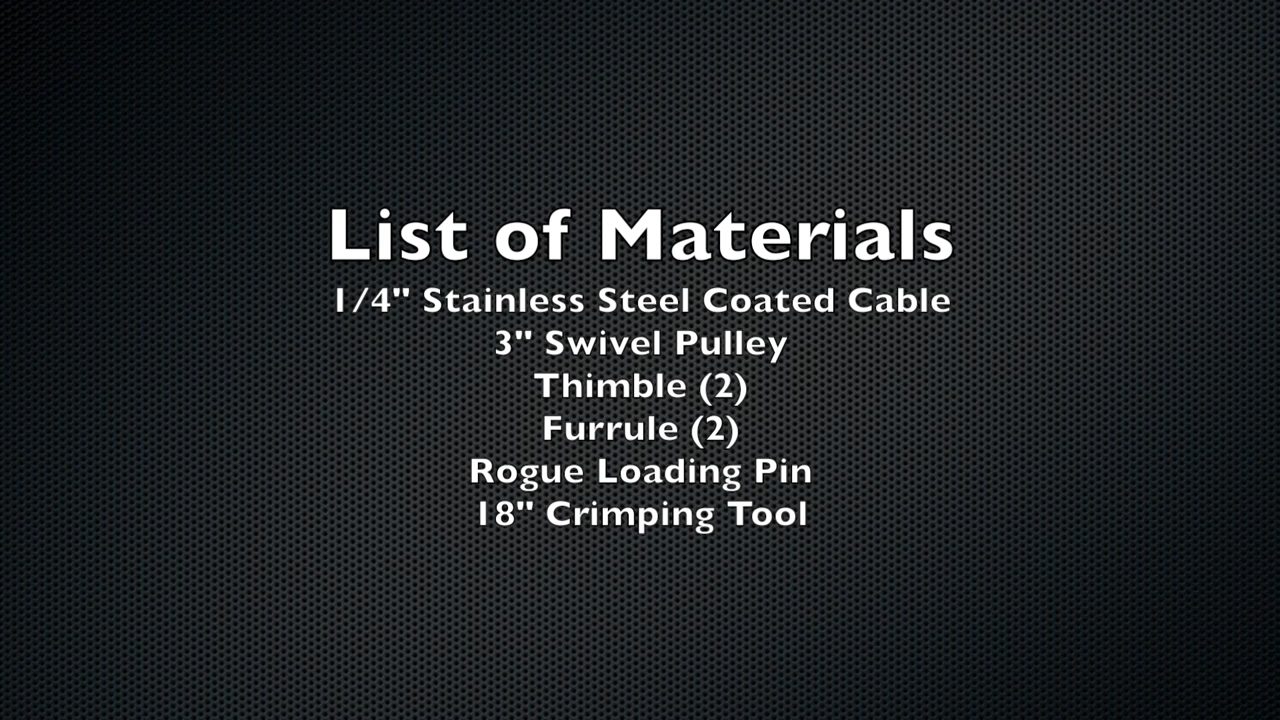 List of Materials
1/4" Stainless Steel Coated Cable
3" Swivel Pulley
Thimble (2)
Furrule (2)
Rogue Loading Pin
18" Crimping Tool